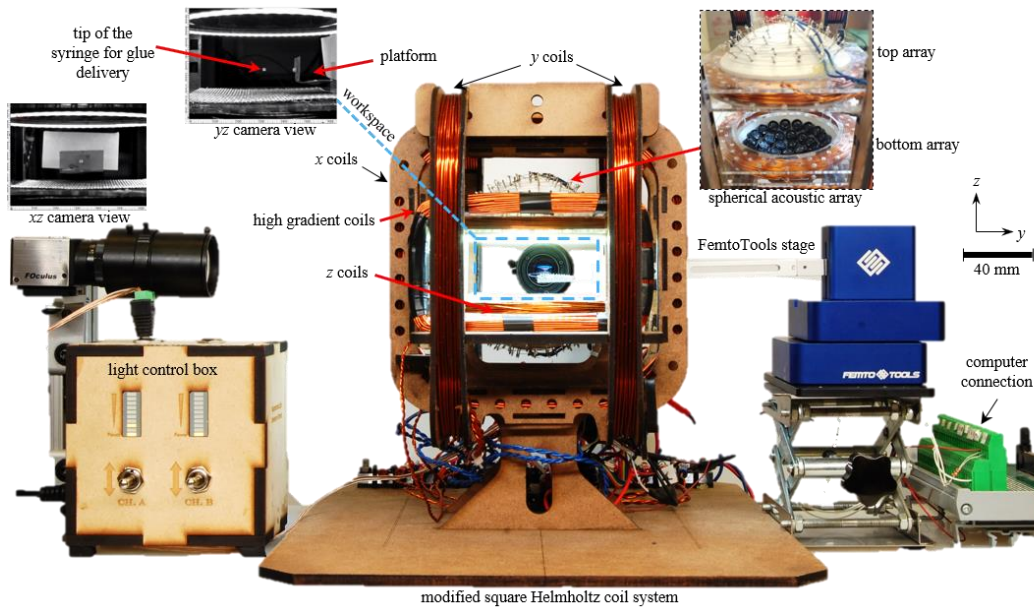 tip of the
syringe for glue
delivery
platform
yz camera view
xz camera view
y coils
workspace
x coils
high gradient coils
z coils
top array
bottom array
spherical acoustic array
z
y
40 mm
FemtoTools stage
FOculus
light control box
CH. A
CH. B
FEMTO TOOLS
computer
connection
modified square Helmholtz coil system